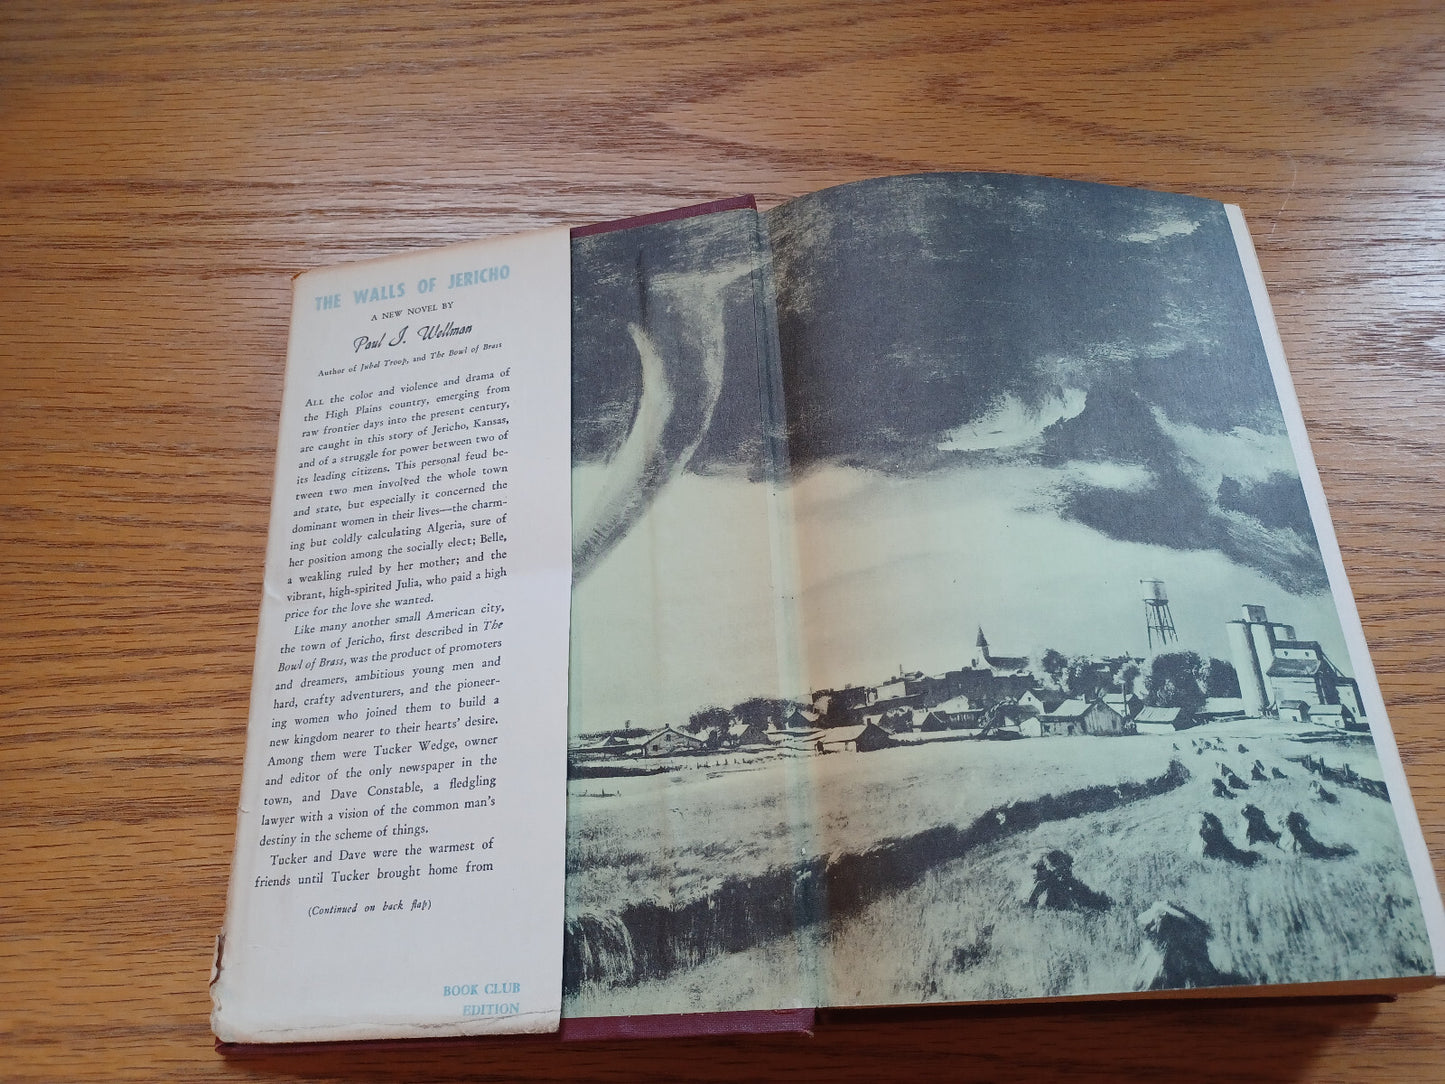 THE WALLS OF JERICHO
A NEW NOVEL BY
Paul I. Wellman
Author of Jubal Troop, and The Bowl of Brass
ALL the color and violence and drama of
the High Plains country, emerging from
raw frontier days into the present century,
are caught in this story of Jericho, Kansas,
and of a struggle for power between two of
its leading citizens. This personal feud be-
tween two men involved the whole town
and state, but especially it concerned the
dominant women in their lives—the charm-
ing but coldly calculating Algeria, sure of
her position among the socially elect; Belle,
a weakling ruled by her mother; and the
vibrant, high-spirited Julia, who paid a high
price for the love she wanted.
Like many another small American city,
the town of Jericho, first described in The
Bowl of Brass, was the product of promoters
and dreamers, ambitious young men and
hard, crafty adventurers, and the pioneer-
ing women who joined them to build a
new kingdom nearer to their hearts' desire.
Among them were Tucker Wedge, owner
and editor of the only newspaper in the
town, and Dave Constable, a fledgling
lawyer with a vision of the common man's
destiny in the scheme of things.
Tucker and Dave were the warmest of
friends until Tucker brought home from
(Continued on back flap)
BOOK CLUB
EDITION